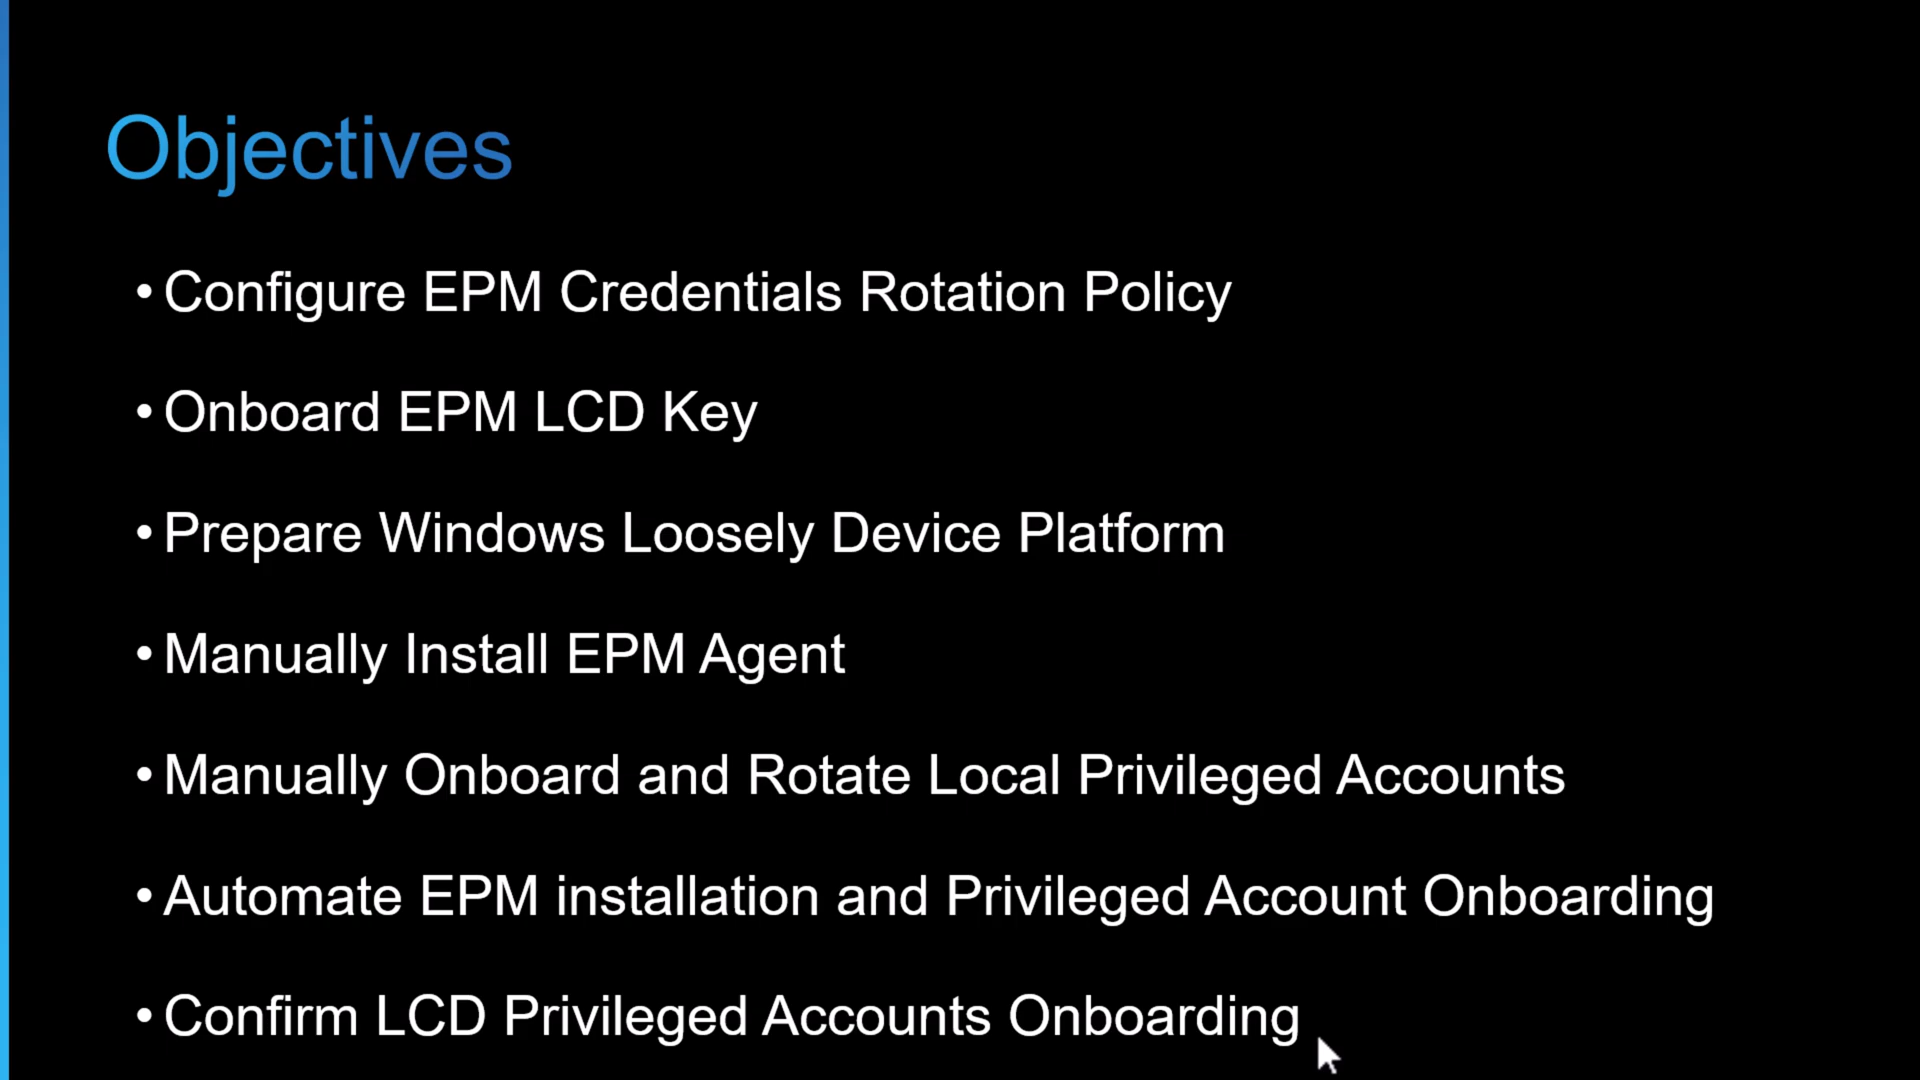 Objectives
• Configure EPM Credentials Rotation Policy
• Onboard EPM LCD Key
• Prepare Windows Loosely Device Platform
• Manually Install EPM Agent
• Manually Onboard and Rotate Local Privileged Accounts
• Automate EPM installation and Privileged Account Onboarding
• Confirm LCD Privileged Accounts Onboarding